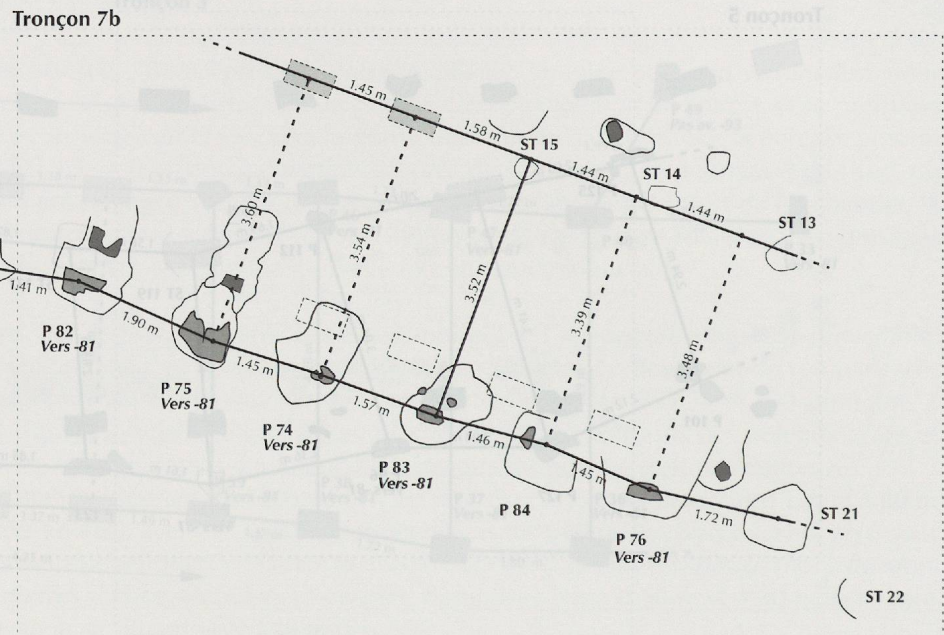 Tronçon 7b
1.45 m
1.58 m
ST 15
1.44 m
ST 14
1.44 m
ST 13
3.60 m
3.54 m
3.52 m
3.39 m
3.48 m
1.41 m
P 82
Vers -81
1.90 m
P 75
Vers -81
1.45 m
P 74
Vers -81
1.57 m
P 83
Vers -81
1.46 m
P 84
1.45 m
P 76
Vers -81
1.72 m
ST 21
ST 22